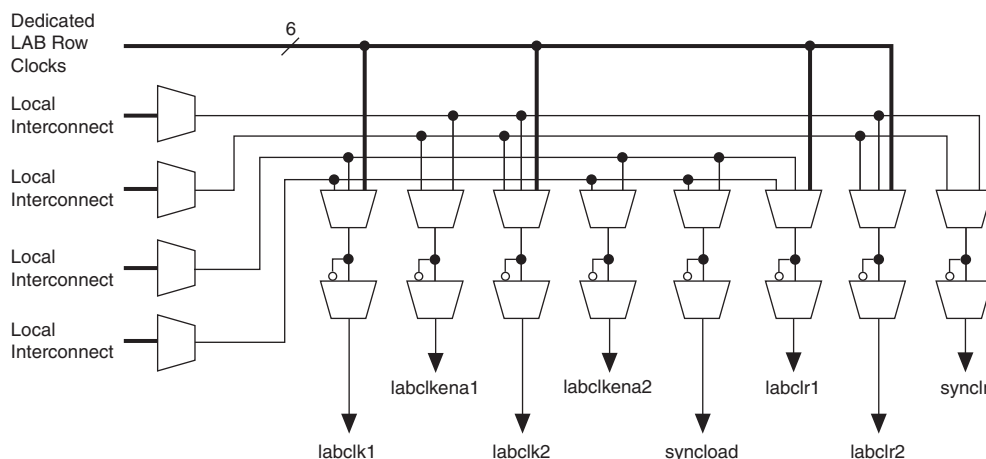 Dedicated
LAB Row
Clocks
6
Local
Interconnect
Local
Interconnect
Local
Interconnect
Local
Interconnect
labclkena1
labclkena2
labclr1
synclr
labclk1
labclk2
syncload
labclr2